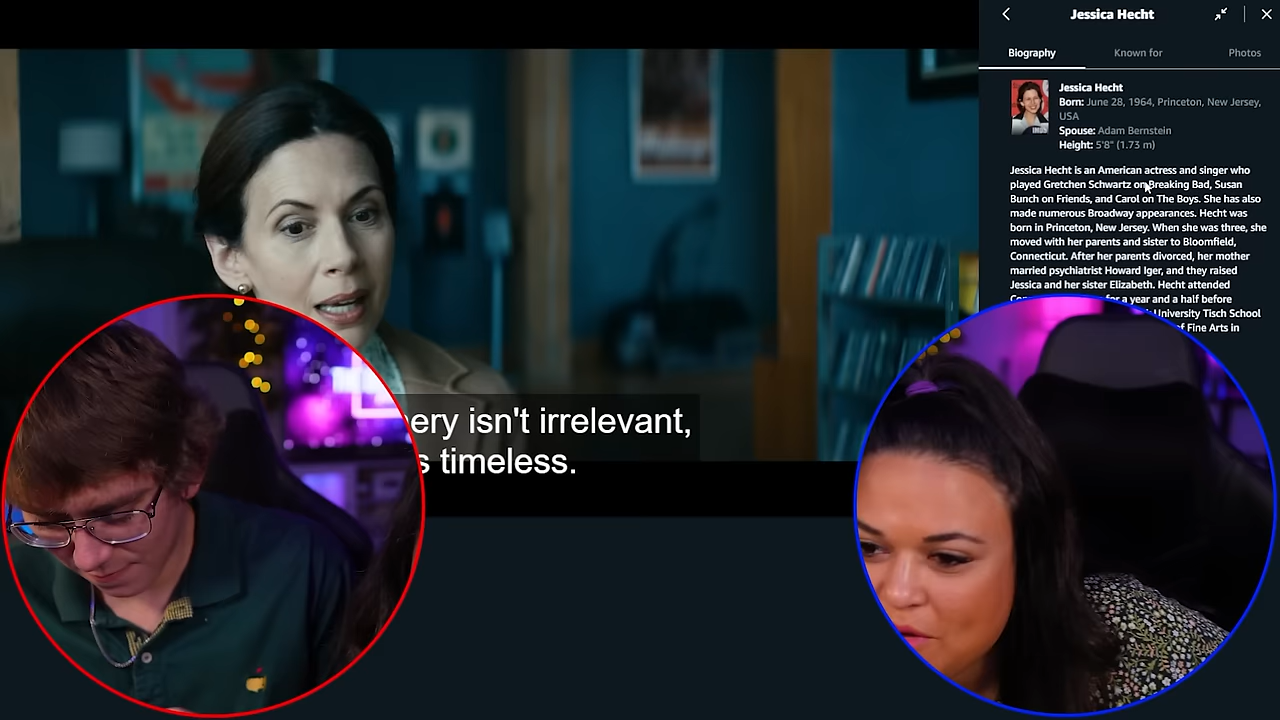 Jessica Hecht
Biography
Known for
Photos
Jessica Hecht
Born: June 28, 1964, Princeton, New Jersey,
USA
Spouse: Adam Bernstein
Height: 5'8" (1.73 m)
Jessica Hecht is an American actress and singer who
played Gretchen Schwartz on Breaking Bad, Susan
Bunch on Friends, and Carol on The Boys. She has also
made numerous Broadway appearances. Hecht was
born in Princeton, New Jersey. When she was three, she
moved with her parents and sister to Bloomfield,
Connecticut. After her parents divorced, her mother
married psychiatrist Howard Iger, and they raised
Jessica and her sister Elizabeth. Hecht attended
for a year and a half before
University Tisch School
of Fine Arts in
isn't irrelevant,
timeless.